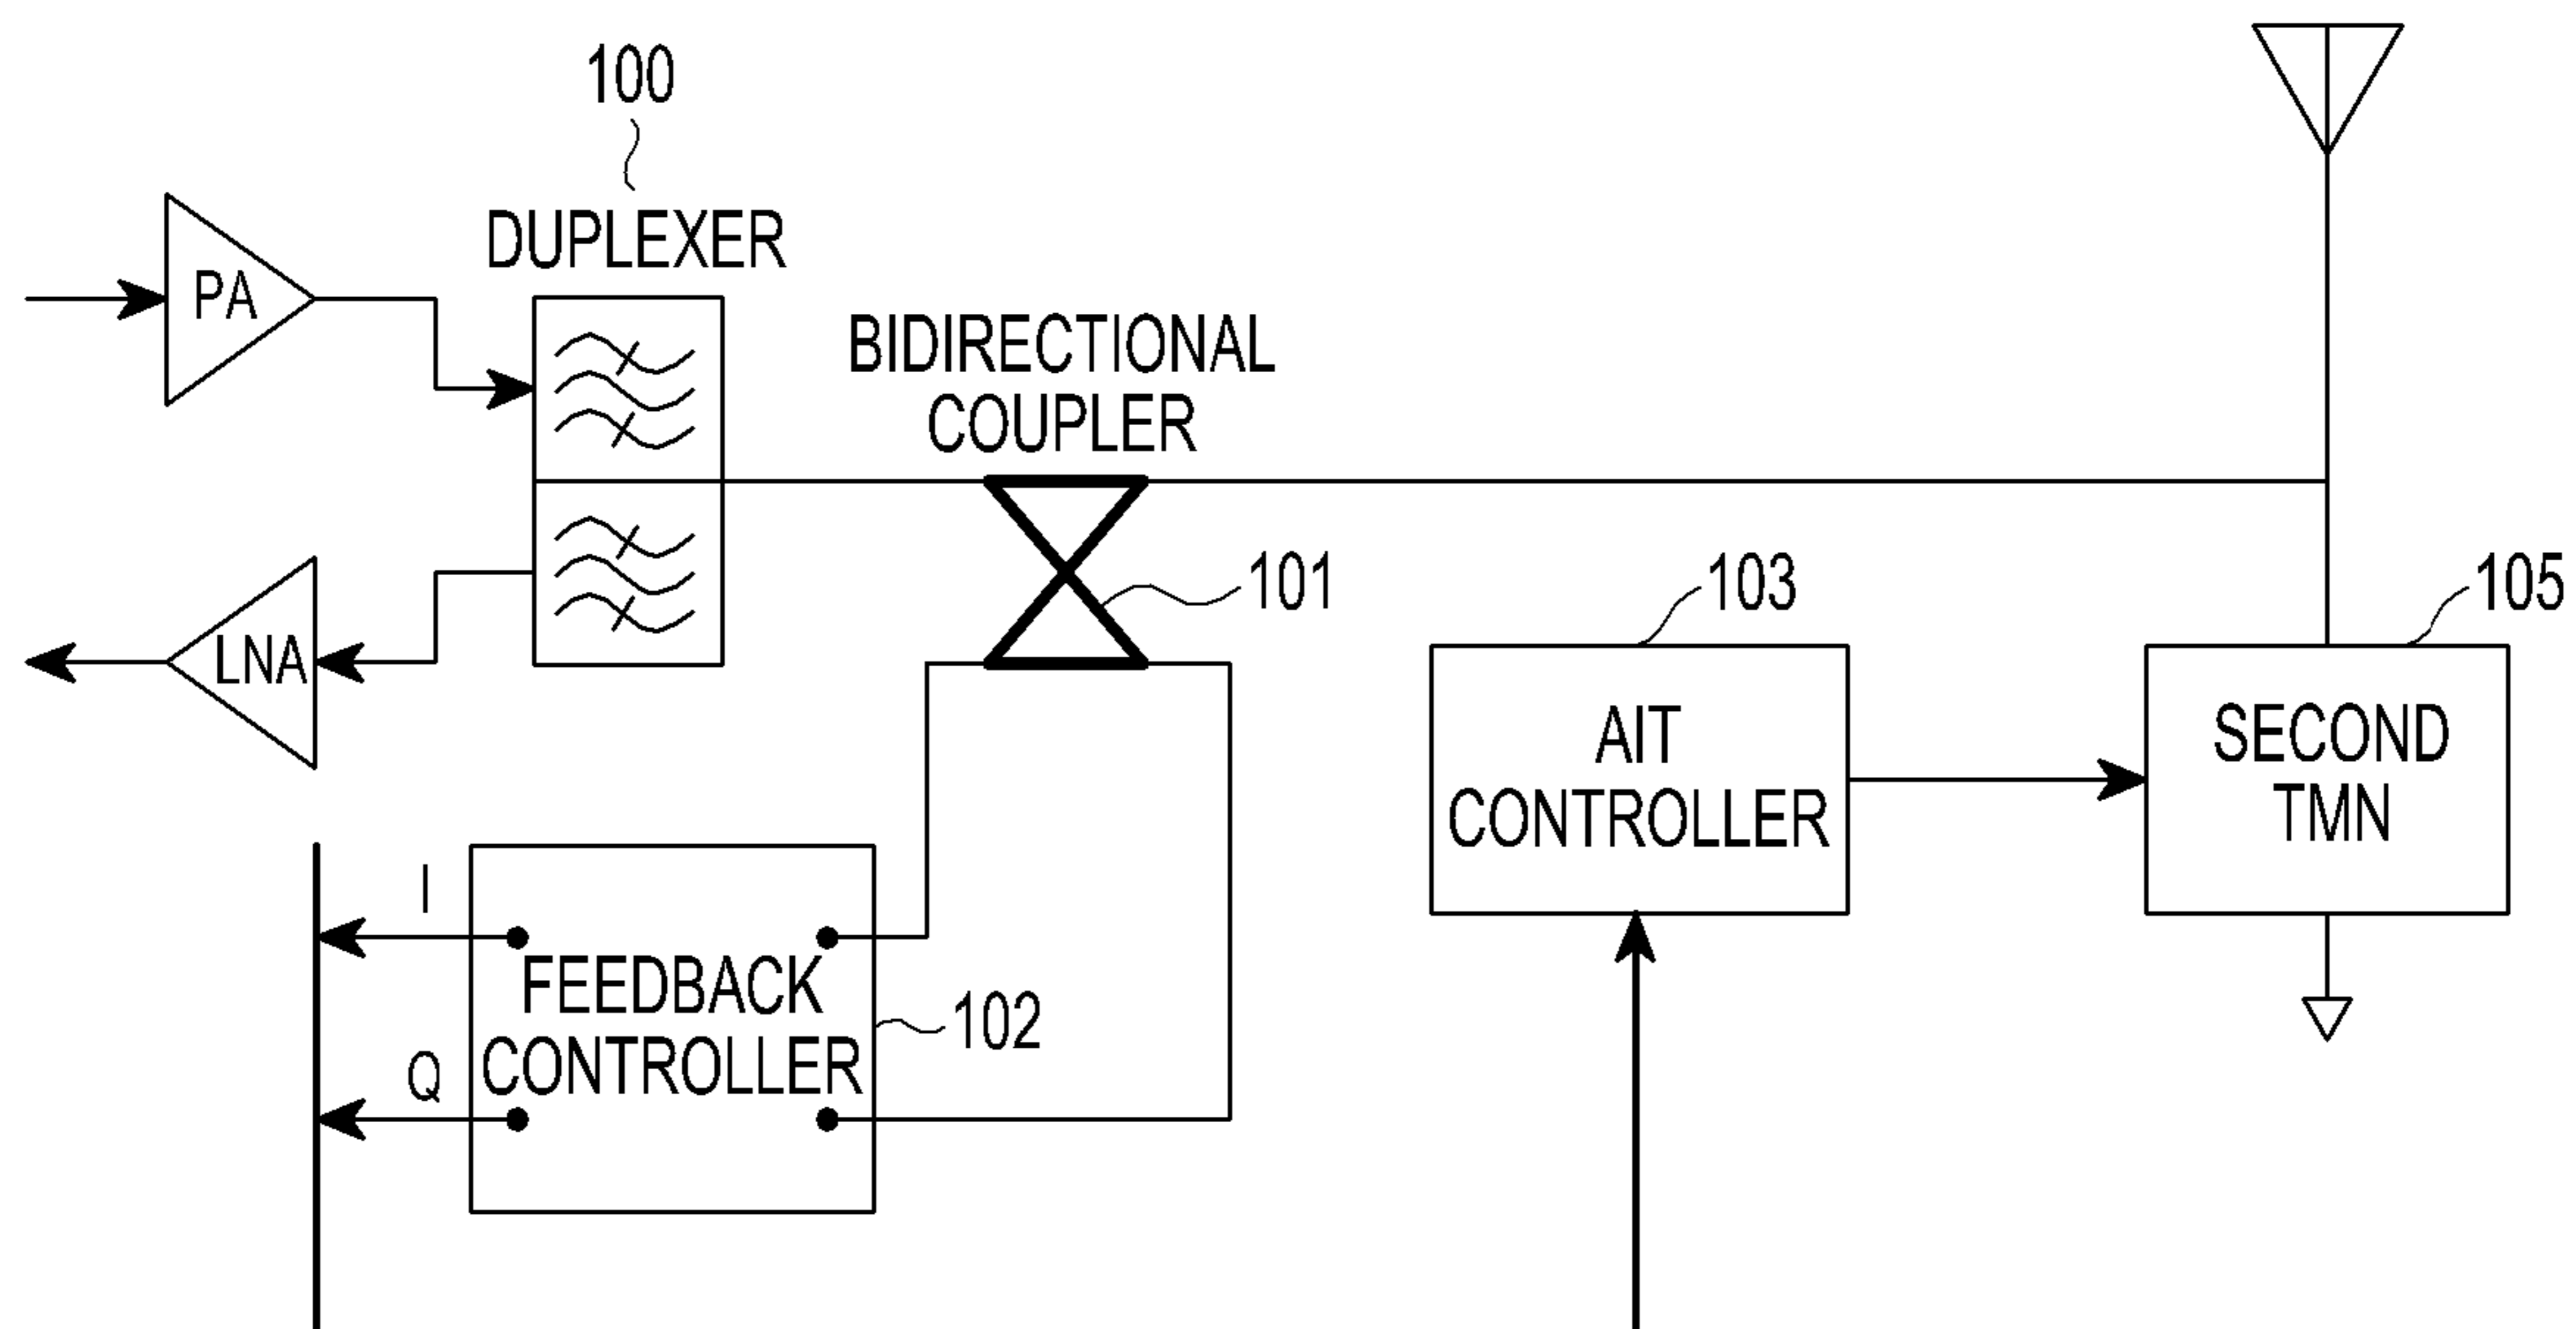 100
DUPLEXER
PA
BIDIRECTIONAL
COUPLER
101
103
105
LNA
AIT
CONTROLLER
SECOND
TMN
I
FEEDBACK
CONTROLLER
102
Q